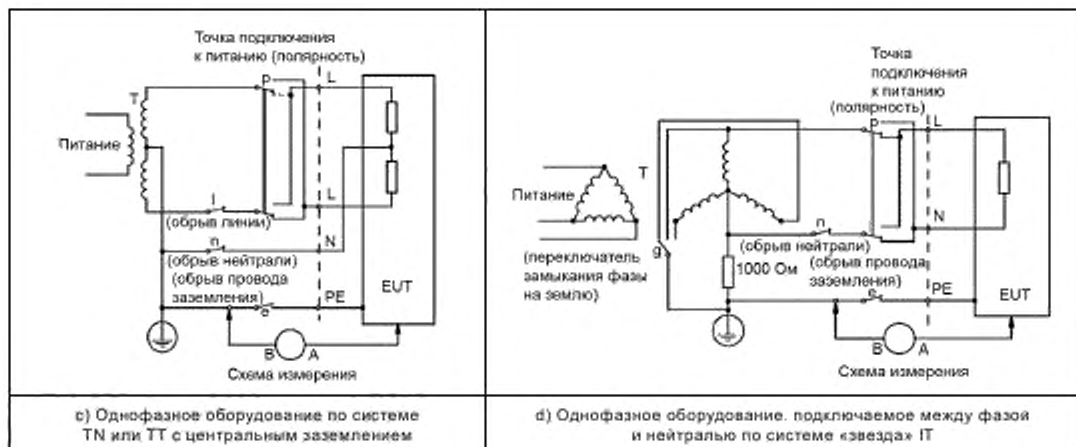 Точка подключения
к питанию (полярность)
p
L
T
Питание
l
L
(обрыв линии)
n
N
(обрыв нейтрали)
(обрыв провода
заземления)
e
PE
EUT
B
A
Схема измерения
c) Однофазное оборудование по системе
TN или TT с центральным заземлением
Точка
подключения
к питанию
(полярность)
p
L
T
Питание
N
n
g
(обрыв нейтрали)
(переключатель
замыкания фазы
на землю)
1000 Ом
(обрыв провода
заземления)
e
PE
EUT
B
A
Схема измерения
d) Однофазное оборудование. подключаемое между фазой
и нейтралью по системе «звезда» IT